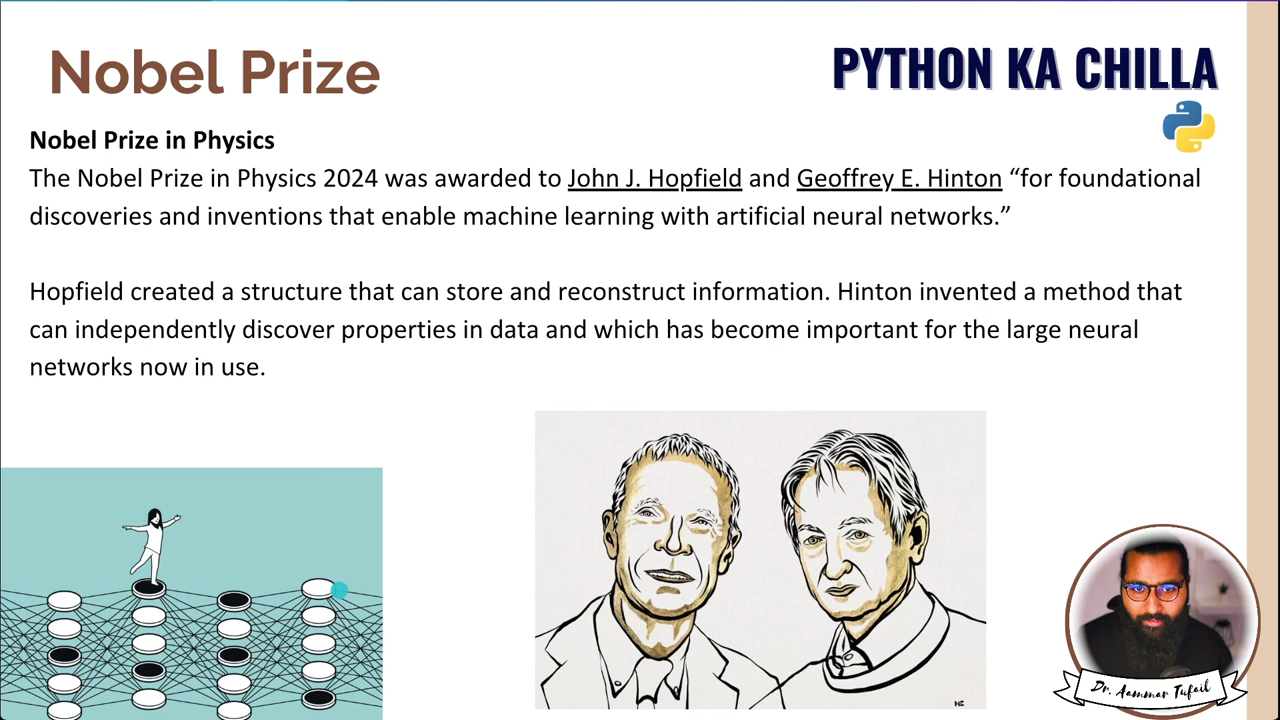 Nobel Prize
PYTHON KA CHILLA
Nobel Prize in Physics
The Nobel Prize in Physics 2024 was awarded to John J. Hopfield and Geoffrey E. Hinton “for foundational
discoveries and inventions that enable machine learning with artificial neural networks.”
Hopfield created a structure that can store and reconstruct information. Hinton invented a method that
can independently discover properties in data and which has become important for the large neural
networks now in use.
Dr. Aammar Tufail